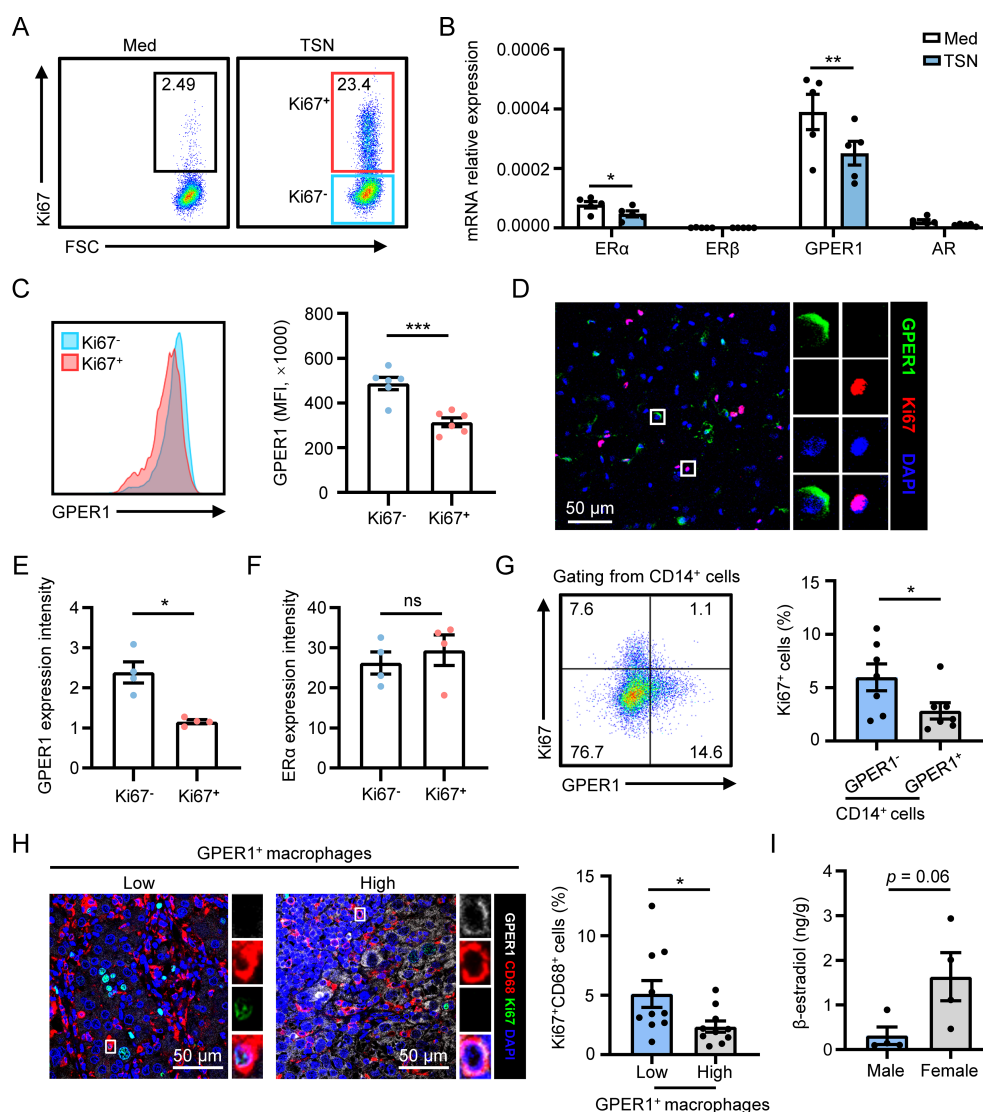 A
Med
TSN
2.49
23.4
Ki67⁺
Ki67⁻
Ki67
FSC
B
mRNA relative expression
0.0006
0.0004
0.0002
0.0000
Med
TSN
*
**
ERα
ERβ
GPER1
AR
C
Ki67⁻
Ki67⁺
GPER1
GPER1 (MFI, ×1000)
800
600
400
200
0
***
Ki67⁻
Ki67⁺
D
50 μm
GPER1 Ki67 DAPI
E
GPER1 expression intensity
4
3
2
1
0
*
Ki67⁻
Ki67⁺
F
ERα expression intensity
40
30
20
10
0
ns
Ki67⁻
Ki67⁺
G
Gating from CD14⁺ cells
7.6
1.1
76.7
14.6
Ki67
GPER1
Ki67⁺ cells (%)
15
10
5
0
*
GPER1⁻
GPER1⁺
CD14⁺ cells
H
GPER1⁺ macrophages
Low
High
50 μm
50 μm
GPER1 CD68 Ki67 DAPI
Ki67⁺CD68⁺ cells (%)
15
10
5
0
*
Low
High
GPER1⁺ macrophages
I
β-estradiol (ng/g)
4
3
2
1
0
p = 0.06
Male
Female